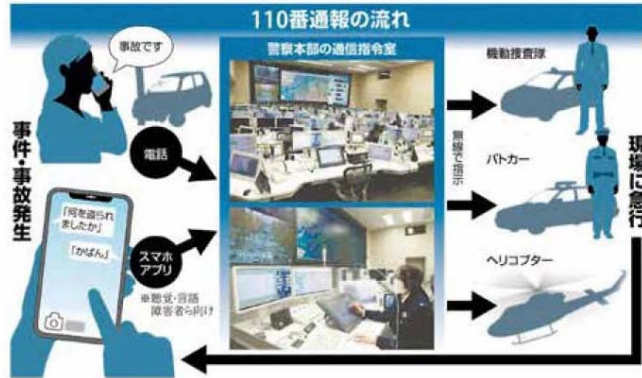 110番通報の流れ
事件・事故発生
事故です
電話
「何を盗られ
ましたか」
「かばん」
スマホ
アプリ
※聴覚・言語
障害者ら向け
警察本部の通信指令室
無線で指示
機動捜査隊
パトカー
ヘリコプター
現場に急行